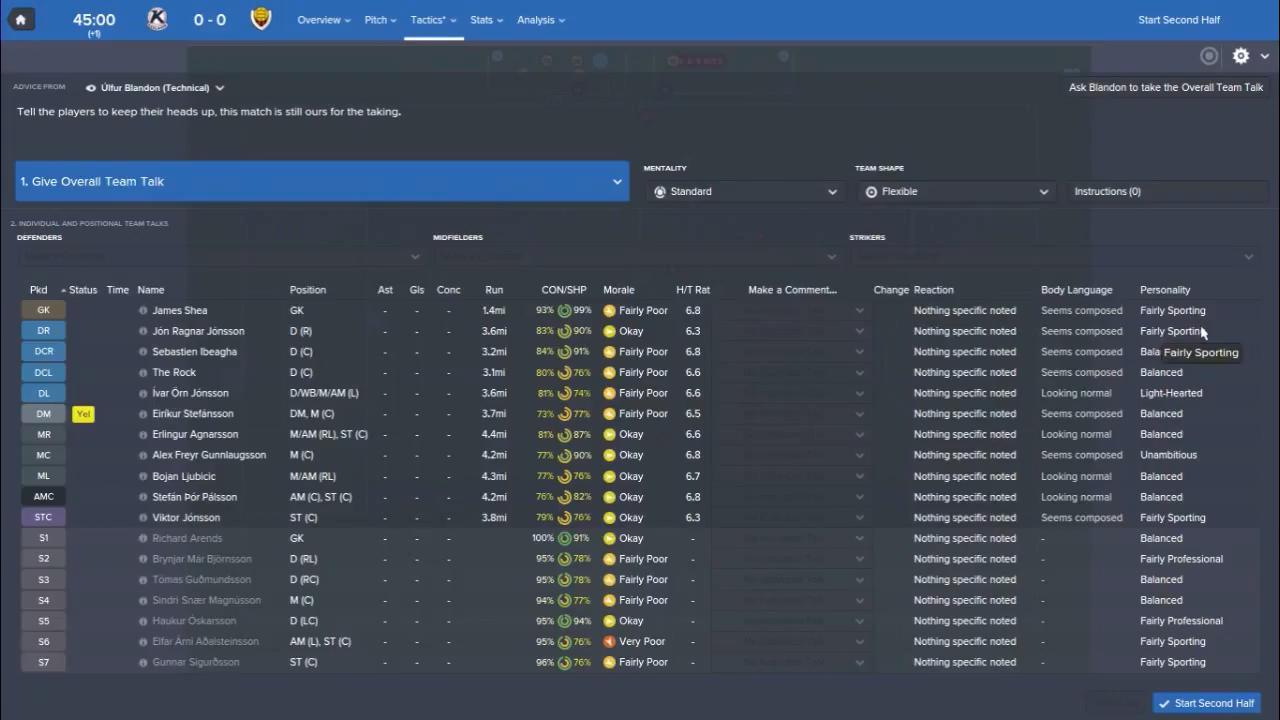 45:00
(+1)
0 - 0
Overview
Pitch
Tactics*
Stats
Analysis
Start Second Half
ADVICE FROM
Úlfur Blandon (Technical)
Ask Blandon to take the Overall Team Talk
Tell the players to keep their heads up, this match is still ours for the taking.
1. Give Overall Team Talk
MENTALITY
Standard
TEAM SHAPE
Flexible
Instructions (0)
2. INDIVIDUAL AND POSITIONAL TEAM TALKS
DEFENDERS MIDFIELDERS STRIKERS
Pkd Status Time Name Position Ast Gls Conc Run CON/SHP Morale H/T Rat Make a Comment... Change Reaction Body Language Personality
GK James Shea GK - - - 1.4mi 93% 99% Fairly Poor 6.8 Nothing specific noted Seems composed Fairly Sporting
DR Jón Ragnar Jónsson D (R) - - - 3.6mi 83% 90% Okay 6.3 Nothing specific noted Seems composed Fairly Sporting
DCR Sebastien Ibeagha D (C) - - - 3.2mi 84% 91% Fairly Poor 6.8 Nothing specific noted Seems composed Bala
Fairly Sporting
DCL The Rock D (C) - - - 3.1mi 80% 76% Fairly Poor 6.6 Nothing specific noted Seems composed Balanced
DL Ívar Örn Jónsson D/WB/M/AM (L) - - - 3.6mi 81% 74% Fairly Poor 6.6 Nothing specific noted Looking normal Light-Hearted
DM Yel Eiríkur Stefánsson DM, M (C) - - - 3.7mi 73% 77% Fairly Poor 6.5 Nothing specific noted Seems composed Balanced
MR Erlingur Agnarsson M/AM (RL), ST (C) - - - 4.4mi 81% 87% Okay 6.6 Nothing specific noted Looking normal Balanced
MC Alex Freyr Gunnlaugsson M (C) - - - 4.2mi 77% 90% Okay 6.8 Nothing specific noted Seems composed Unambitious
ML Bojan Ljubicic M/AM (RL) - - - 4.3mi 77% 76% Okay 6.7 Nothing specific noted Looking normal Balanced
AMC Stefán Þór Pálsson AM (C), ST (C) - - - 4.2mi 76% 82% Okay 6.8 Nothing specific noted Looking normal Balanced
STC Viktor Jónsson ST (C) - - - 3.8mi 79% 76% Okay 6.3 Nothing specific noted Seems composed Fairly Sporting
S1 Richard Arends GK - - - 100% 91% Okay - Nothing specific noted - Balanced
S2 Brynjar Már Björnsson D (RL) - - - 95% 78% Fairly Poor - Nothing specific noted - Fairly Professional
S3 Tómas Guðmundsson D (RC) - - - 95% 78% Fairly Poor - Nothing specific noted - Balanced
S4 Sindri Snær Magnússon M (C) - - - 94% 77% Fairly Poor - Nothing specific noted - Balanced
S5 Haukur Óskarsson D (LC) - - - 95% 94% Okay - Nothing specific noted - Fairly Professional
S6 Elfar Árni Aðalsteinsson AM (L), ST (C) - - - 95% 76% Very Poor - Nothing specific noted - Fairly Sporting
S7 Gunnar Sigurðsson ST (C) - - - 96% 76% Fairly Poor - Nothing specific noted - Fairly Sporting
Start Second Half